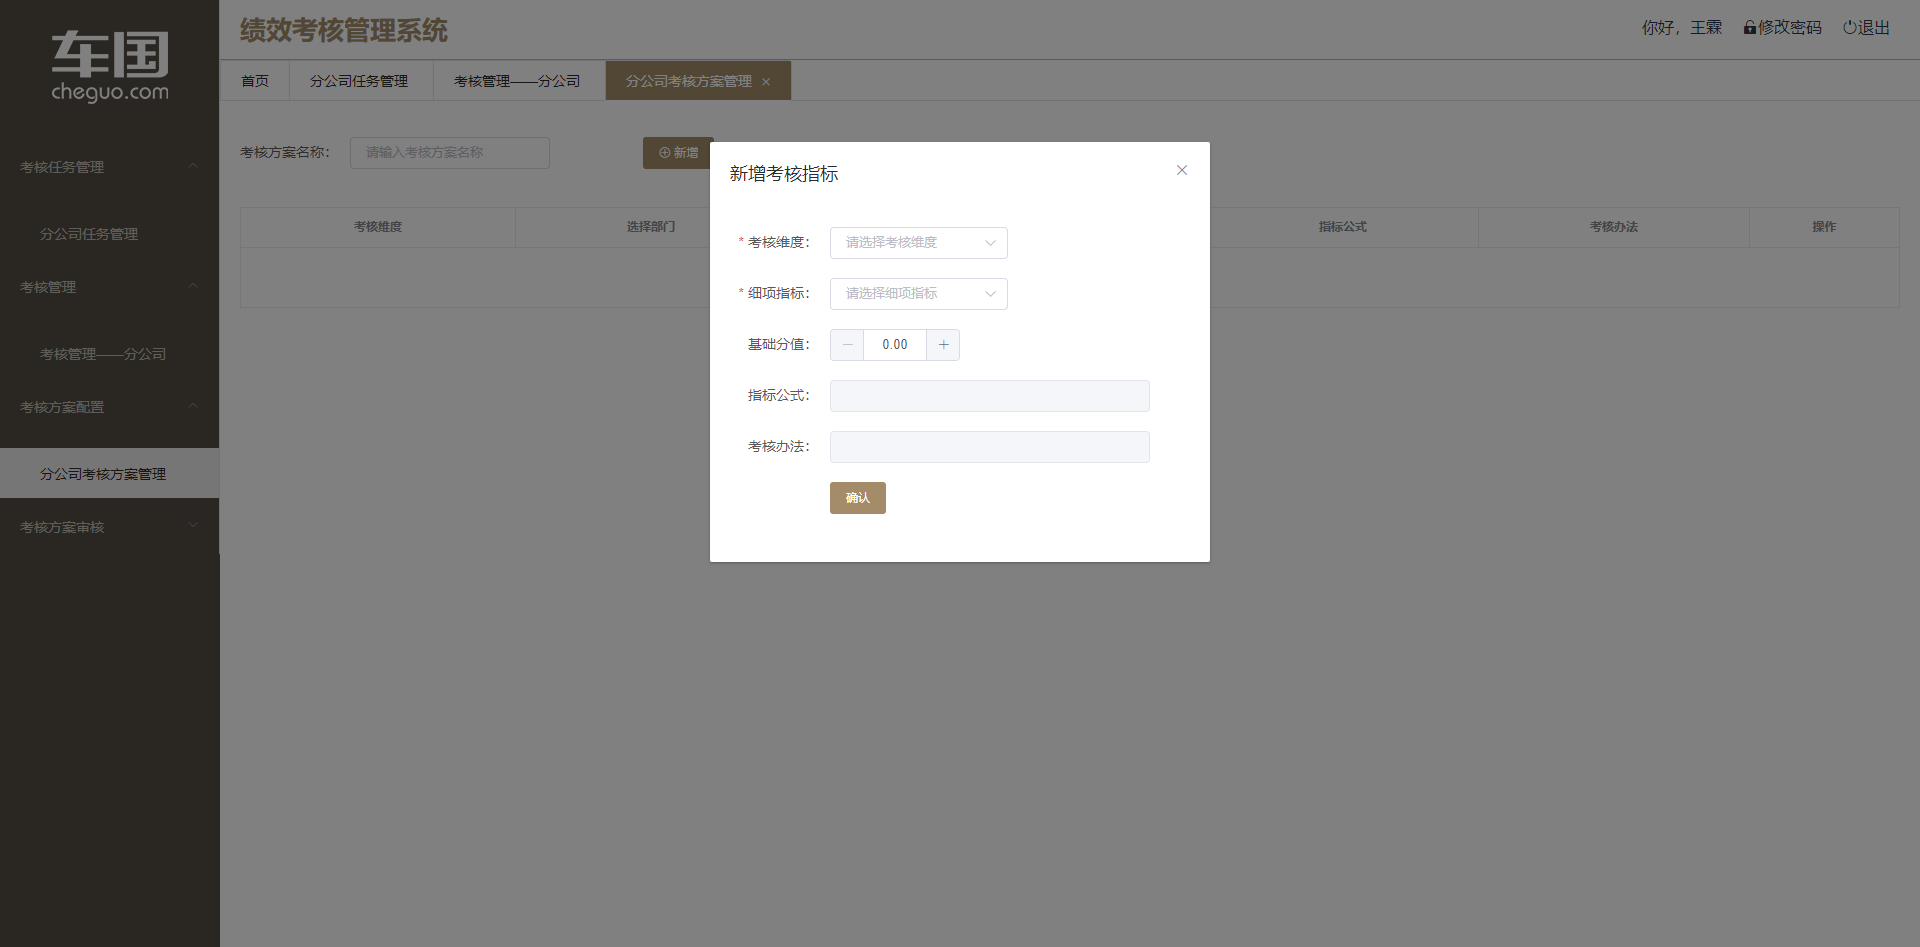 车国
cheguo.com
考核任务管理
分公司任务管理
考核管理
考核管理——分公司
考核方案配置
分公司考核方案管理
考核方案审核
绩效考核管理系统
你好，王霖 修改密码 退出
首页 分公司任务管理 考核管理——分公司 分公司考核方案管理
考核方案名称： 请输入考核方案名称 新增
考核维度 选择部门 指标公式 考核办法 操作
新增考核指标
* 考核维度： 请选择考核维度
* 细项指标： 请选择细项指标
基础分值： 0.00
指标公式：
考核办法：
确认